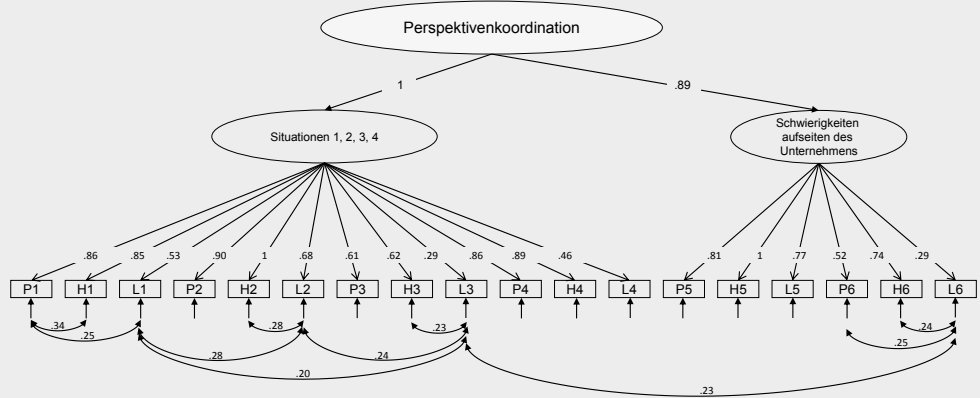 Perspektivenkoordination
1 .89
Situationen 1, 2, 3, 4
Schwierigkeiten
aufseiten des
Unternehmens
.86 .85 .53 .90 1 .68 .61 .62 .29 .86 .89 .46 .81 1 .77 .52 .74 .29
P1 H1 L1 P2 H2 L2 P3 H3 L3 P4 H4 L4 P5 H5 L5 P6 H6 L6
.34 .28 .23 .24
.25 .25
.28 .24
.20
.23